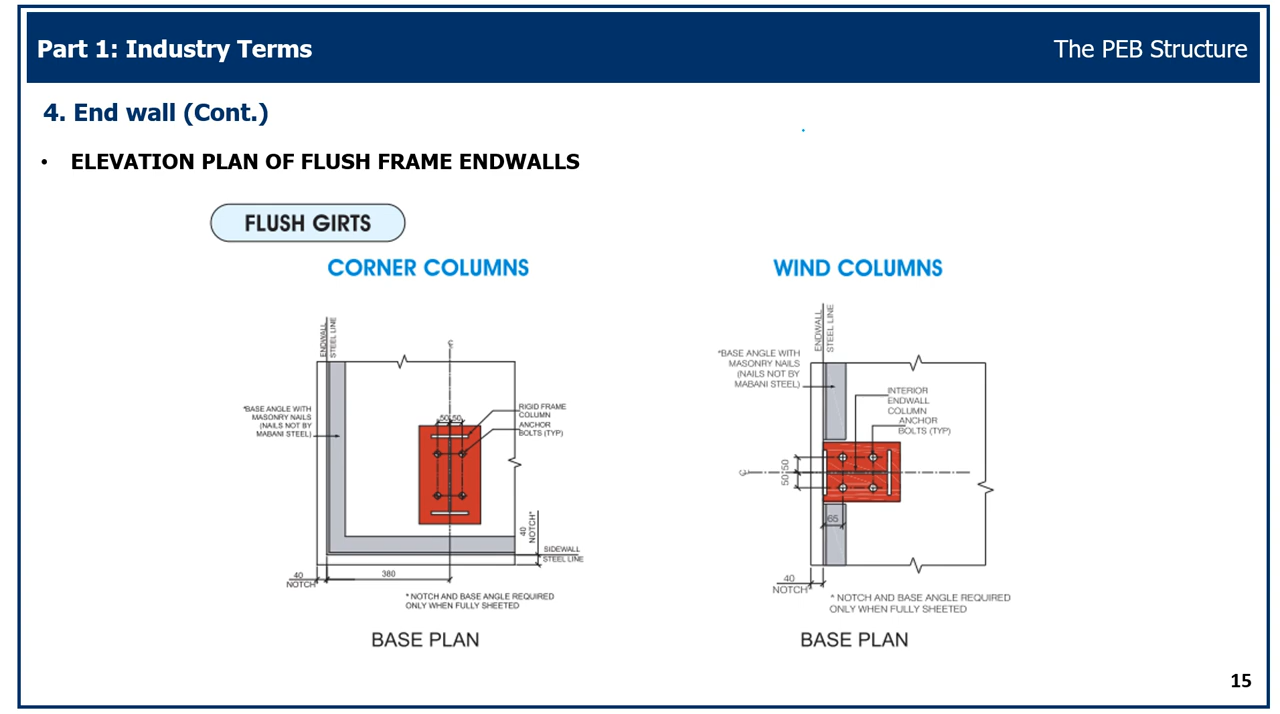 Part 1: Industry Terms
The PEB Structure
4. End wall (Cont.)
• ELEVATION PLAN OF FLUSH FRAME ENDWALLS
FLUSH GIRTS
CORNER COLUMNS
ENDWALL
STEEL LINE
*BASE ANGLE WITH
MASONRY NAILS
(NAILS NOT BY
MABANI STEEL)
50 50
RIGID FRAME
COLUMN
ANCHOR
BOLTS (TYP)
40
NOTCH*
SIDEWALL
STEEL LINE
40
NOTCH*
380
* NOTCH AND BASE ANGLE REQUIRED
ONLY WHEN FULLY SHEETED
BASE PLAN
WIND COLUMNS
ENDWALL
STEEL LINE
*BASE ANGLE WITH
MASONRY NAILS
(NAILS NOT BY
MABANI STEEL)
INTERIOR
ENDWALL
COLUMN
ANCHOR
BOLTS (TYP)
50 50
65
40
NOTCH*
* NOTCH AND BASE ANGLE REQUIRED
ONLY WHEN FULLY SHEETED
BASE PLAN
15